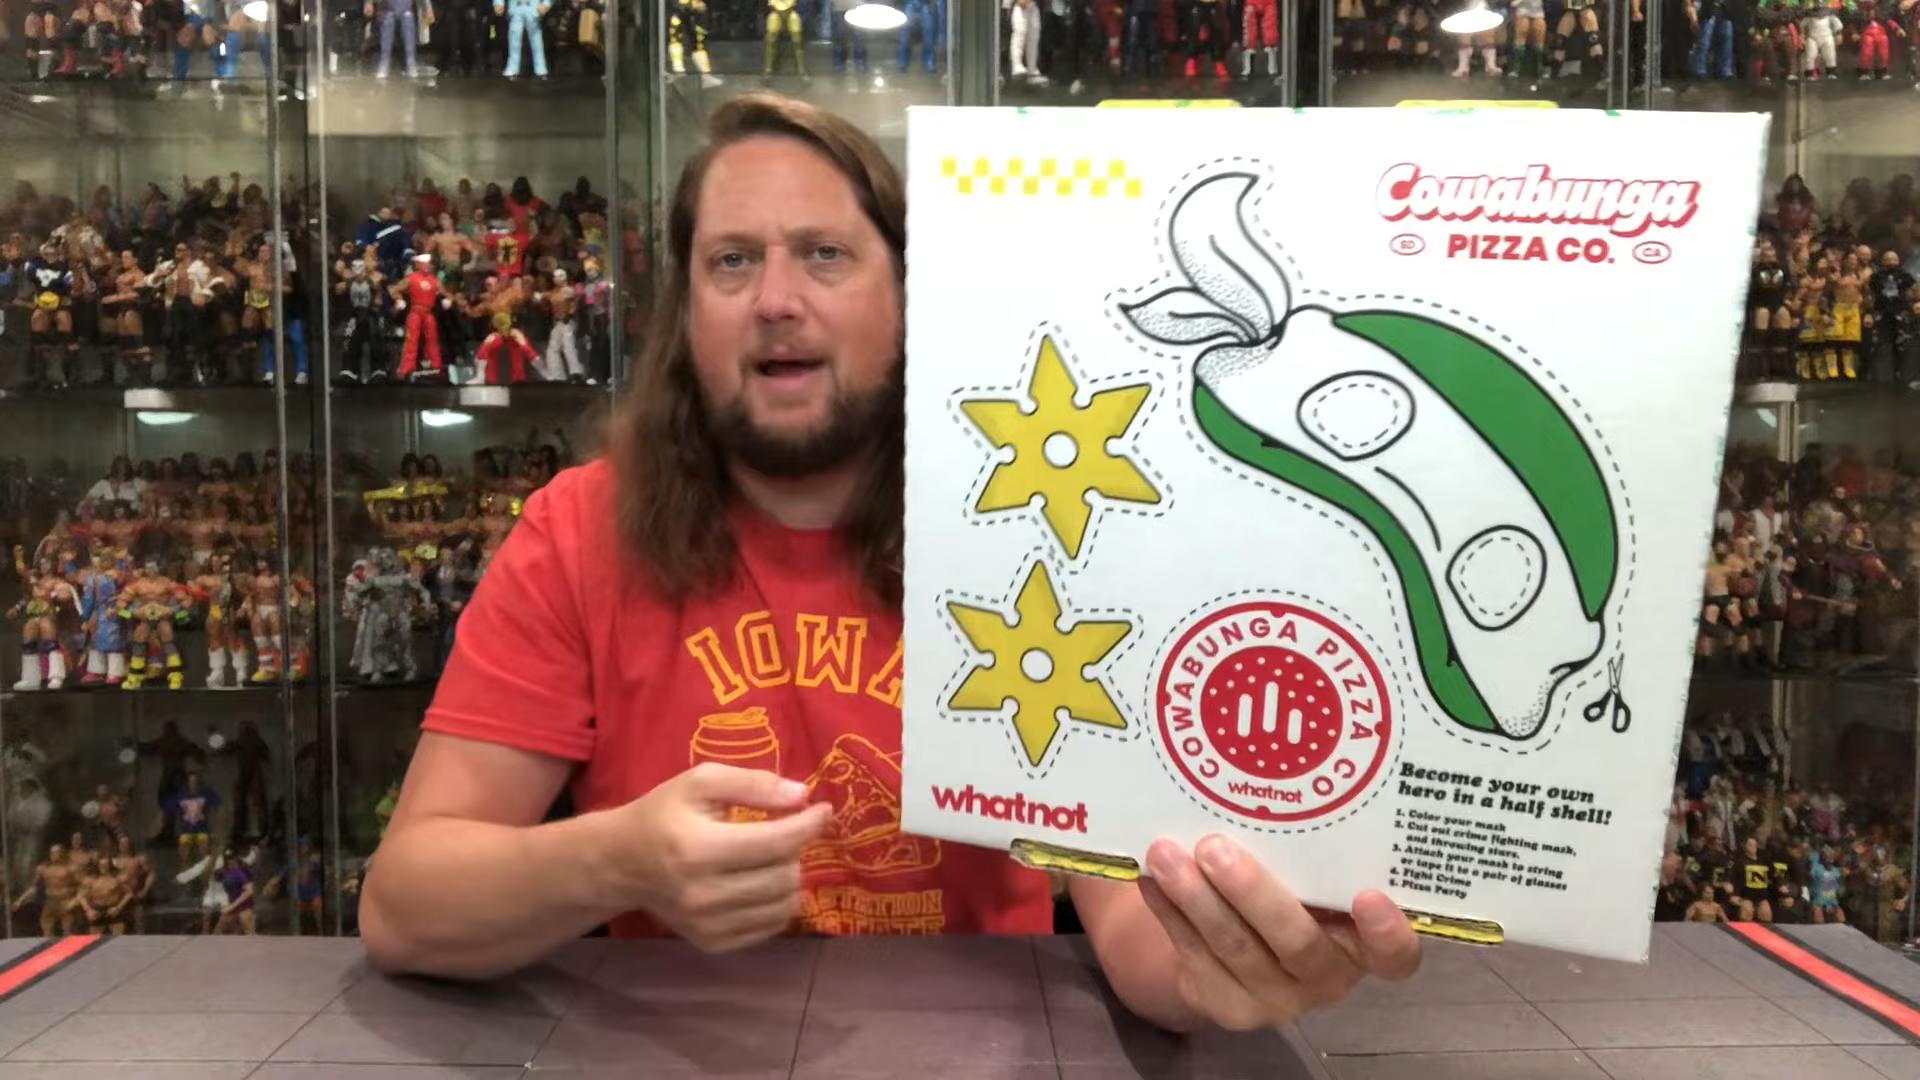 Cowabunga
SD PIZZA CO. CA
COWABUNGA PIZZA CO
whatnot
whatnot
Become your own
hero in a half shell!
1. Color your mask
2. Cut out crime fighting mask,
and throwing stars.
3. Attach your mask to string
or tape it to a pair of glasses
4. Fight Crime
5. Pizza Party
IOWA
STATION
STATE
N